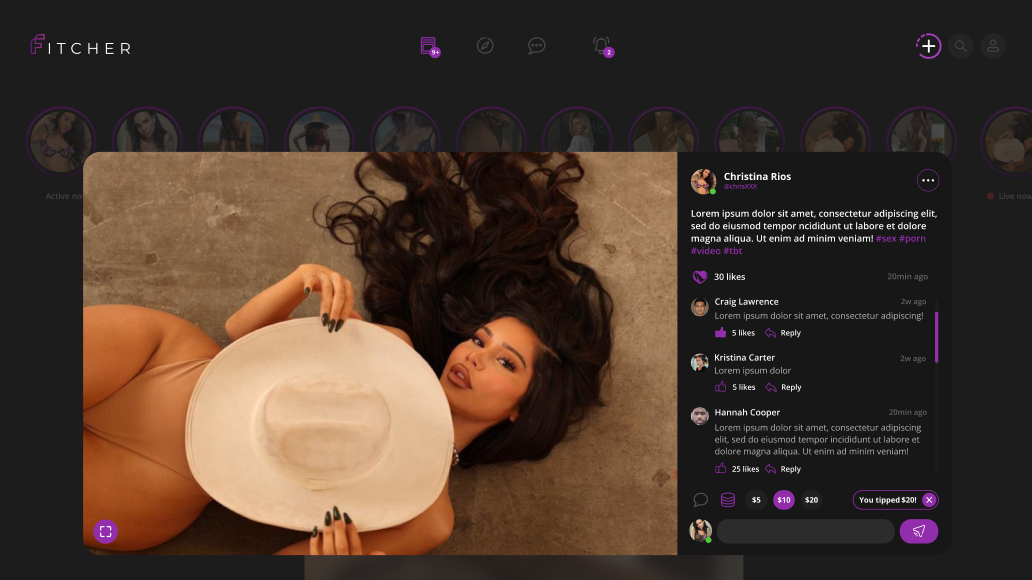 FITCHER
9+
2
Active now
Live now
Christina Rios
@chrisXXX
Lorem ipsum dolor sit amet, consectetur adipiscing elit,
sed do eiusmod tempor ncididunt ut labore et dolore
magna aliqua. Ut enim ad minim veniam! #sex #porn
#video #tbt
30 likes
20min ago
Craig Lawrence
2w ago
Lorem ipsum dolor sit amet, consectetur adipiscing!
5 likes
Reply
Kristina Carter
2w ago
Lorem ipsum dolor
5 likes
Reply
Hannah Cooper
20min ago
Lorem ipsum dolor sit amet, consectetur adipiscing
elit, sed do eiusmod tempor incididunt ut labore et
dolore magna aliqua. Ut enim ad minim veniam!
25 likes
Reply
$5
$10
$20
You tipped $20!